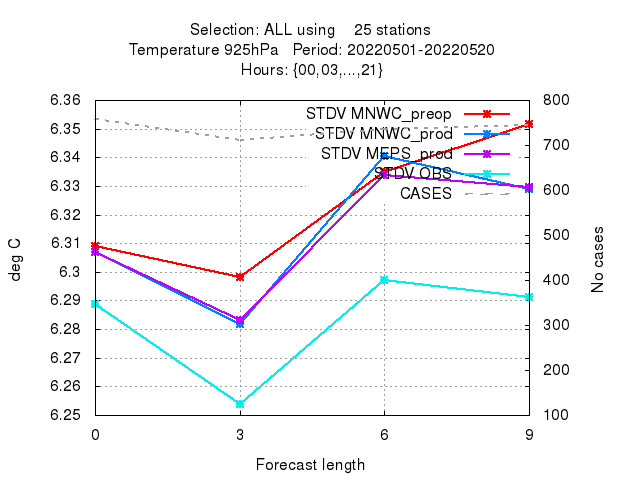 Selection: ALL using    25 stations
Temperature 925hPa   Period: 20220501-20220520
Hours: {00,03,...,21}
6.36
6.35
6.34
6.33
6.32
6.31
6.3
6.29
6.28
6.27
6.26
6.25
deg C
STDV MNWC_preop
STDV MNWC_prod
STDV MEPS_prod
STDV OBS
CASES
800
700
600
500
400
300
200
100
No cases
0 3 6 9
Forecast length